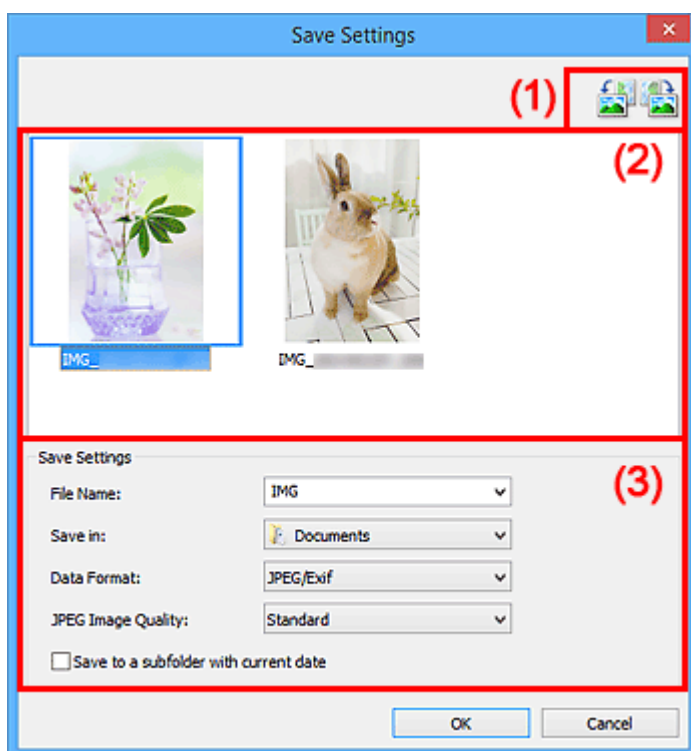 Save Settings
(1)
(2)
IMG_
IMG_
Save Settings
(3)
File Name: IMG
Save in: Documents
Data Format: JPEG/Exif
JPEG Image Quality: Standard
Save to a subfolder with current date
OK Cancel